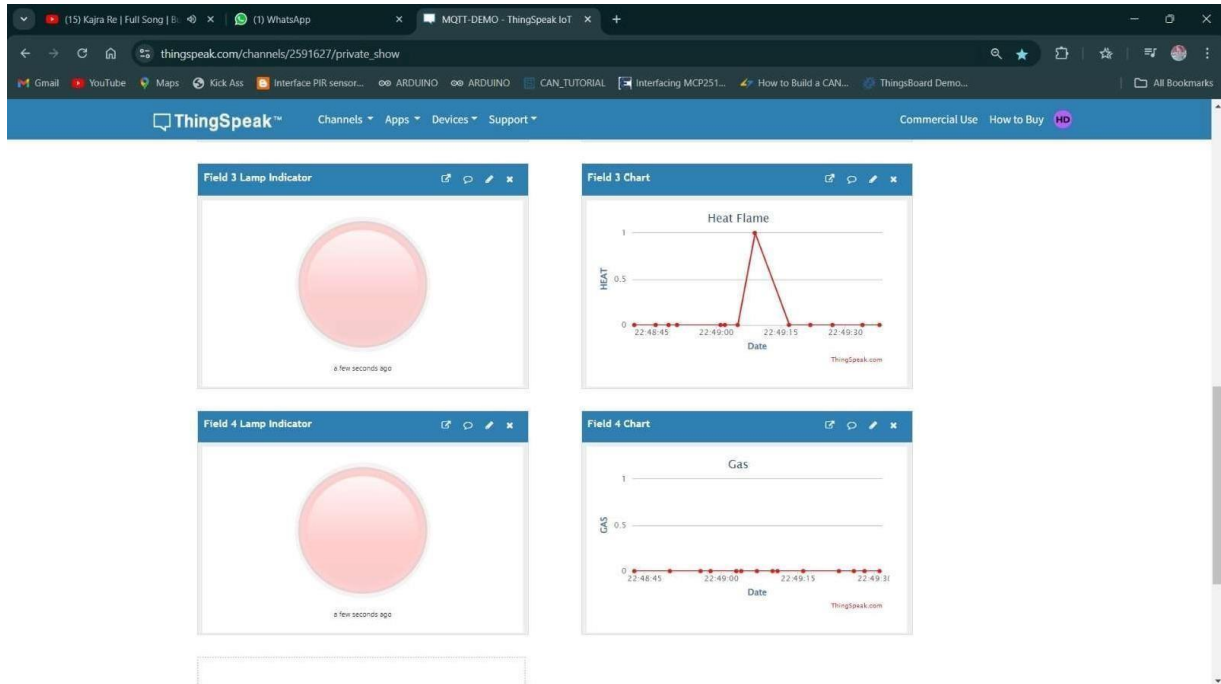 (15) Kajra Re | Full Song | B
(1) WhatsApp
MQTT-DEMO - ThingSpeak IoT
thingspeak.com/channels/2591627/private_show
Gmail
YouTube
Maps
Kick Ass
Interface PIR sensor...
ARDUINO
ARDUINO
CAN_TUTORIAL
Interfacing MCP251...
How to Build a CAN...
ThingsBoard Demo...
All Bookmarks
ThingSpeak™
Channels
Apps
Devices
Support
Commercial Use
How to Buy
HD
Field 3 Lamp Indicator
a few seconds ago
Field 3 Chart
Heat Flame
HEAT
1
0.5
0
22:48:45
22:49:00
22:49:15
22:49:30
Date
ThingSpeak.com
Field 4 Lamp Indicator
a few seconds ago
Field 4 Chart
Gas
GAS
1
0.5
0
22:48:45
22:49:00
22:49:15
22:49:3
Date
ThingSpeak.com